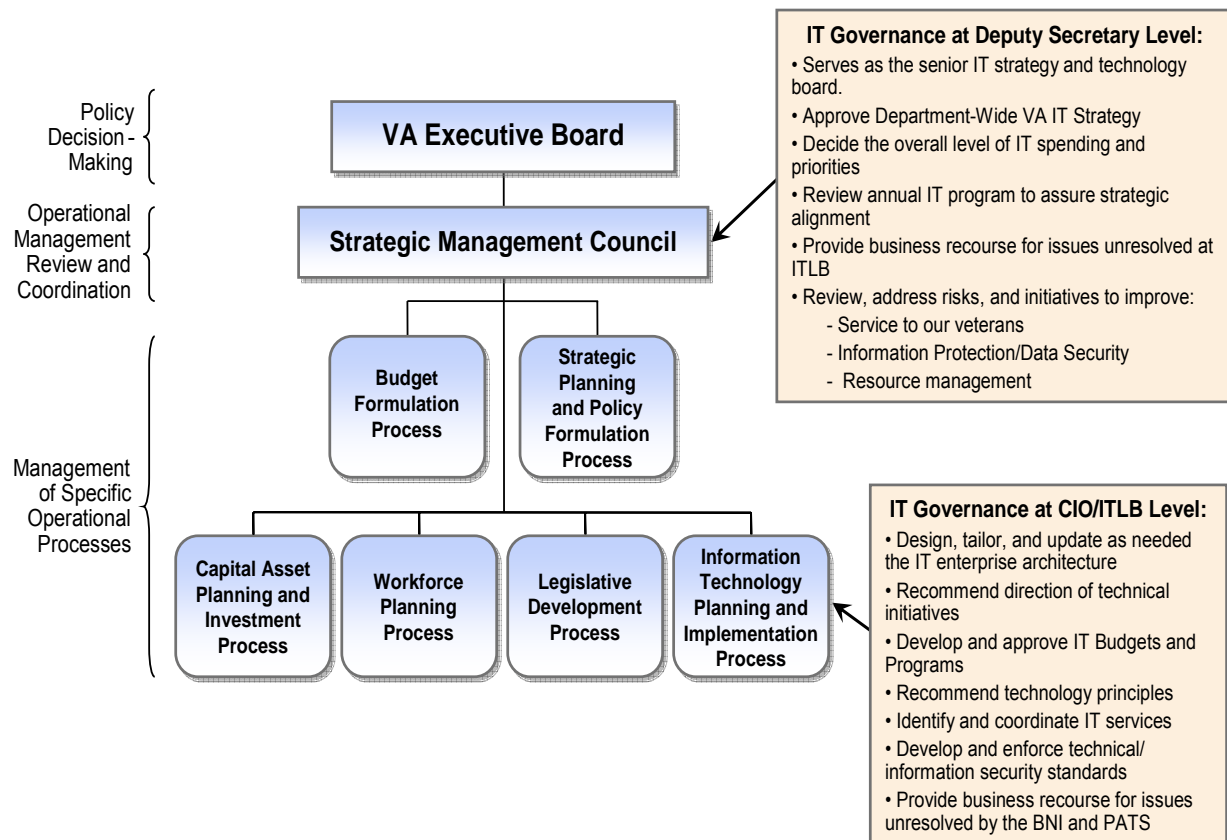 Policy
Decision -
Making
VA Executive Board
Operational
Management
Review and
Coordination
Strategic Management Council
IT Governance at Deputy Secretary Level:
• Serves as the senior IT strategy and technology
board.
• Approve Department-Wide VA IT Strategy
• Decide the overall level of IT spending and
priorities
• Review annual IT program to assure strategic
alignment
• Provide business recourse for issues unresolved at
ITLB
• Review, address risks, and initiatives to improve:
- Service to our veterans
- Information Protection/Data Security
- Resource management
Management
of Specific
Operational
Processes
Budget
Formulation
Process
Strategic
Planning
and Policy
Formulation
Process
Capital Asset
Planning and
Investment
Process
Workforce
Planning
Process
Legislative
Development
Process
Information
Technology
Planning and
Implementation
Process
IT Governance at CIO/ITLB Level:
• Design, tailor, and update as needed
the IT enterprise architecture
• Recommend direction of technical
initiatives
• Develop and approve IT Budgets and
Programs
• Recommend technology principles
• Identify and coordinate IT services
• Develop and enforce technical/
information security standards
• Provide business recourse for issues
unresolved by the BNI and PATS